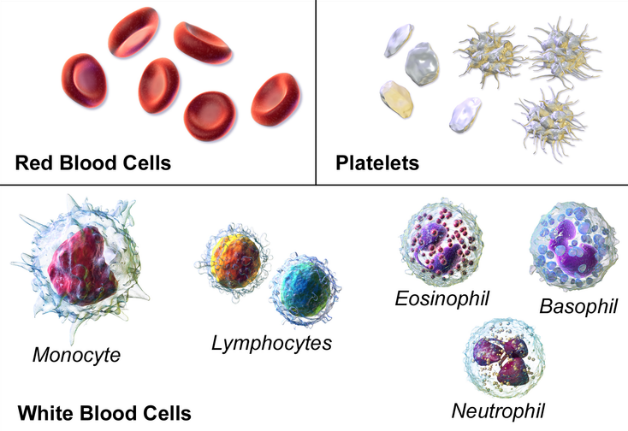 Red Blood Cells
Platelets
Monocyte
Lymphocytes
Eosinophil
Basophil
Neutrophil
White Blood Cells